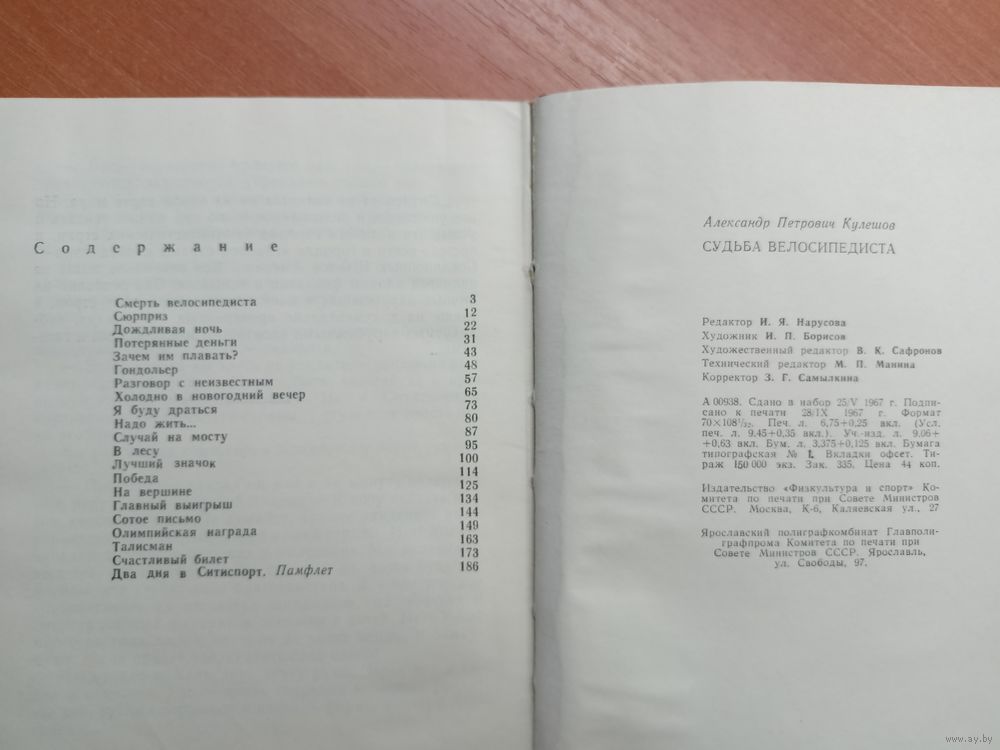 Содержание
Смерть велосипедиста 3
Сюрприз 12
Дождливая ночь 22
Потерянные деньги 31
Зачем им плавать? 43
Гондольер 48
Разговор с неизвестным 57
Холодно в новогодний вечер 65
Я буду драться 73
Надо жить... 80
Случай на мосту 87
В лесу 95
Лучший значок 100
Победа 114
На вершине 125
Главный выигрыш 134
Сотое письмо 144
Олимпийская награда 149
Талисман 163
Счастливый билет 173
Два дня в Ситиспорт. Памфлет 186
Александр Петрович Кулешов
СУДЬБА ВЕЛОСИПЕДИСТА
Редактор И. Я. Нарусова
Художник И. П. Борисов
Художественный редактор В. К. Сафронов
Технический редактор М. П. Манина
Корректор З. Г. Самылкина
А 00938. Сдано в набор 25/V 1967 г. Подпи-
сано к печати 28/IX 1967 г. Формат
70×108¹/₃₂. Печ. л. 6,75+0,25 вкл. (Усл.
печ. л. 9.45+0,35 вкл.). Уч.-изд. л. 9.06+
+0,63 вкл. Бум. л. 3,375+0,125 вкл. Бумага
типографская № 1. Вкладки офсет. Ти-
раж 150 000 экз. Зак. 335. Цена 44 коп.
Издательство «Физкультура и спорт» Ко-
митета по печати при Совете Министров
СССР. Москва, К-6, Каляевская ул., 27
Ярославский полиграфкомбинат Главполи-
графпрома Комитета по печати при
Совете Министров СССР. Ярославль,
ул. Свободы, 97.
www.ay.by